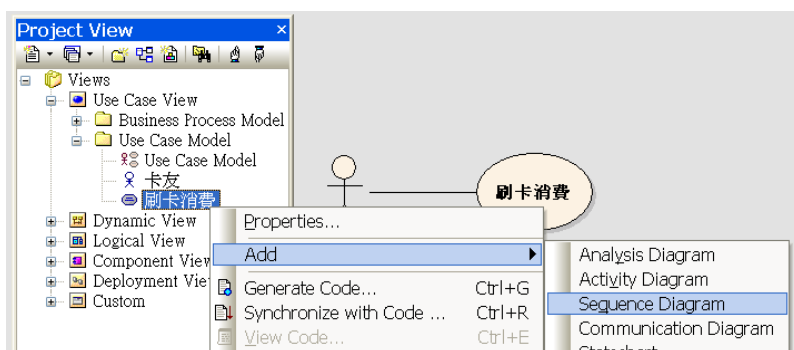 Project View
Views
Use Case View
Business Process Model
Use Case Model
Use Case Model
卡友
刷卡消費
Dynamic View
Logical View
Component View
Deployment Vie
Custom
刷卡消費
Properties...
Add
Generate Code... Ctrl+G
Synchronize with Code ... Ctrl+R
View Code... Ctrl+E
Analysis Diagram
Activity Diagram
Sequence Diagram
Communication Diagram
Statechart